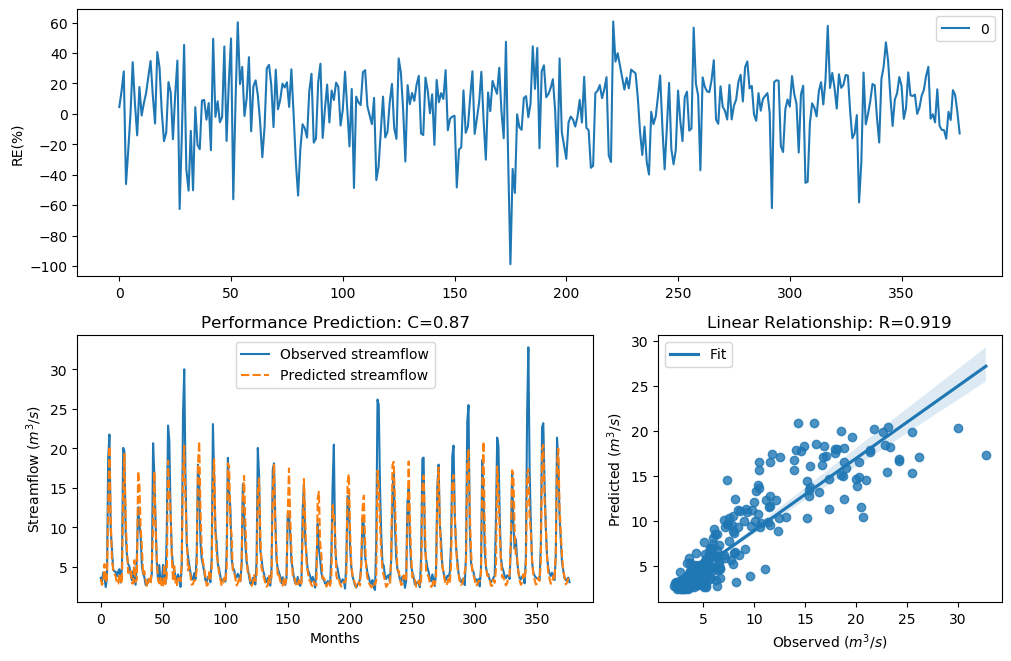 60
40
20
0
−20
−40
−60
−80
−100
RE(%)
0
0 50 100 150 200 250 300 350
Performance Prediction: C=0.87
Observed streamflow
Predicted streamflow
30
25
20
15
10
5
Streamflow (m³/s)
0 50 100 150 200 250 300 350
Months
Linear Relationship: R=0.919
Fit
30
25
20
15
10
5
Predicted (m³/s)
5 10 15 20 25 30
Observed (m³/s)